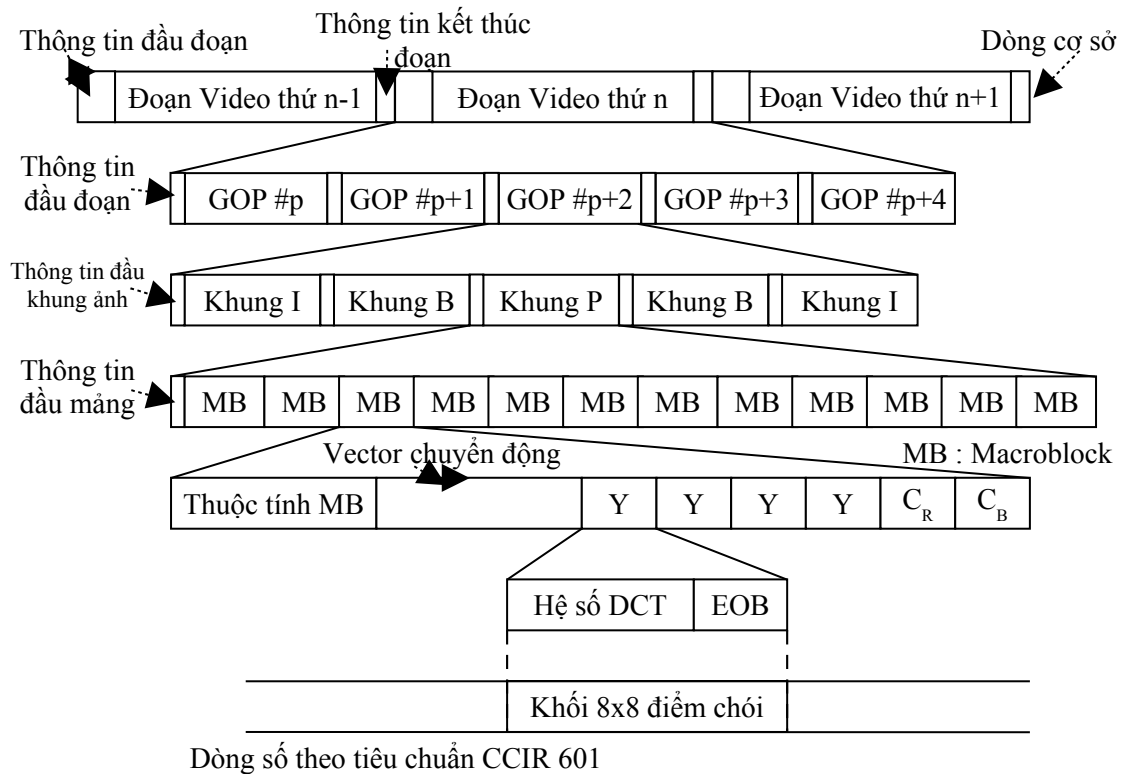 Thông tin đầu đoạn
Thông tin kết thúc
đoạn
Dòng cơ sở
Đoạn Video thứ n-1
Đoạn Video thứ n
Đoạn Video thứ n+1
Thông tin
đầu đoạn
GOP #p
GOP #p+1
GOP #p+2
GOP #p+3
GOP #p+4
Thông tin đầu
khung ảnh
Khung I
Khung B
Khung P
Khung B
Khung I
Thông tin
đầu mảng
MB MB MB MB MB MB MB MB MB MB MB MB
Vector chuyển động
MB : Macroblock
Thuộc tính MB
Y Y Y Y C_R C_B
Hệ số DCT
EOB
Khối 8x8 điểm chói
Dòng số theo tiêu chuẩn CCIR 601